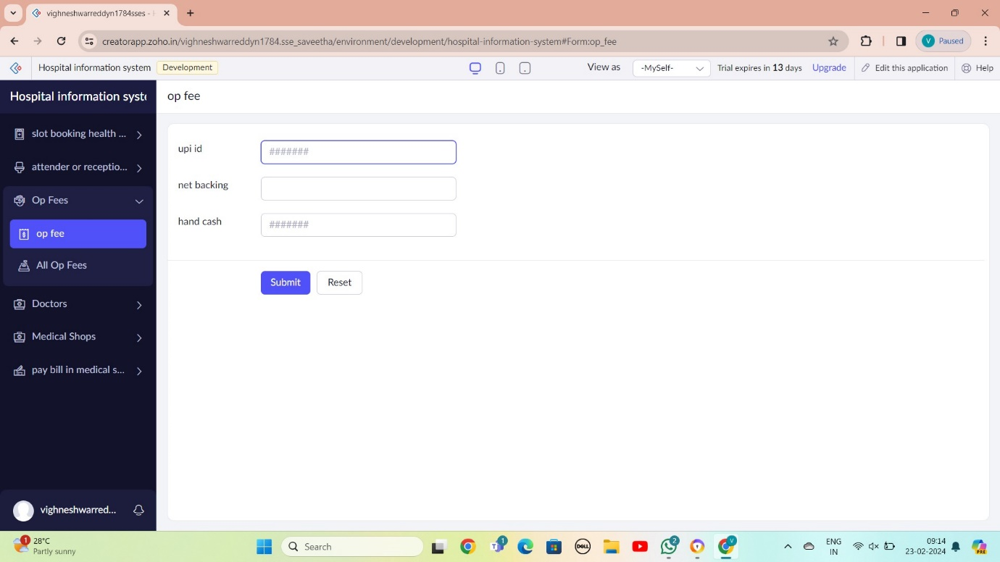 vighneshwarreddyn1784sses -
creatorapp.zoho.in/vighneshwarreddyn1784.sse_saveetha/environment/development/hospital-information-system#Form:op_fee
V Paused
Hospital information system Development
View as -MySelf- Trial expires in 13 days Upgrade Edit this application Help
Hospital information syst
op fee
slot booking health ...
attender or receptio...
Op Fees
op fee
All Op Fees
Doctors
Medical Shops
pay bill in medical s...
vighneshwarred...
upi id #######
net backing
hand cash #######
Submit Reset
1 28°C
Partly sunny
Search
DELL
1
2
V
ENG
IN
09:14
23-02-2024
PRE